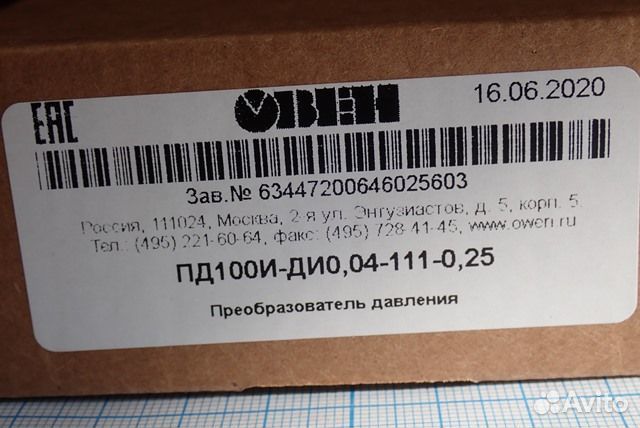 EAC ОВЕН 16.06.2020
Зав.№ 63447200646025603
Россия, 111024, Москва, 2-я ул. Энтузиастов, д. 5, корп. 5.
Тел.: (495) 221-60-64, факс: (495) 728-41-45, www.owen.ru
ПД100И-ДИ0,04-111-0,25
Преобразователь давления
Avito